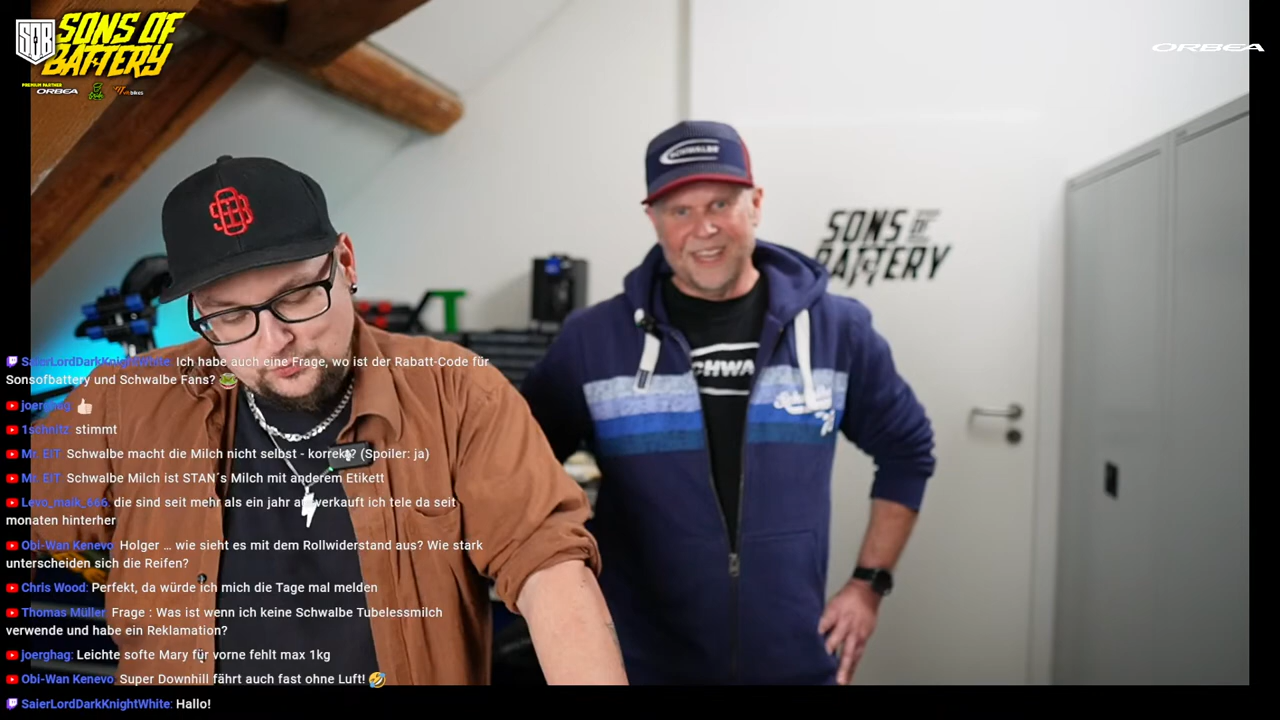 SOB SONS OF
BATTERY
PREMIUM PARTNER
ORBEA
bikes
ORBEA
SCHWALBE
SONS OF
BATTERY
SCHWA
SaierLordDarkKnightWhite: Ich habe auch eine Frage, wo ist der Rabatt-Code für
Sonsofbattery und Schwalbe Fans?
joerghag: 👍🏻
1schnitz: stimmt
Mr. EIT: Schwalbe macht die Milch nicht selbst - korrekt? (Spoiler: ja)
Mr. EIT: Schwalbe Milch ist STAN´s Milch mit anderem Etikett
Levo_maik_666: die sind seit mehr als ein jahr ausverkauft ich tele da seit
monaten hinterher
Obi-Wan Kenevo: Holger … wie sieht es mit dem Rollwiderstand aus? Wie stark
unterscheiden sich die Reifen?
Chris Wood: Perfekt, da würde ich mich die Tage mal melden
Thomas Müller: Frage : Was ist wenn ich keine Schwalbe Tubelessmilch
verwende und habe ein Reklamation?
joerghag: Leichte softe Mary für vorne fehlt max 1kg
Obi-Wan Kenevo: Super Downhill fährt auch fast ohne Luft! 🤣
SaierLordDarkKnightWhite: Hallo!